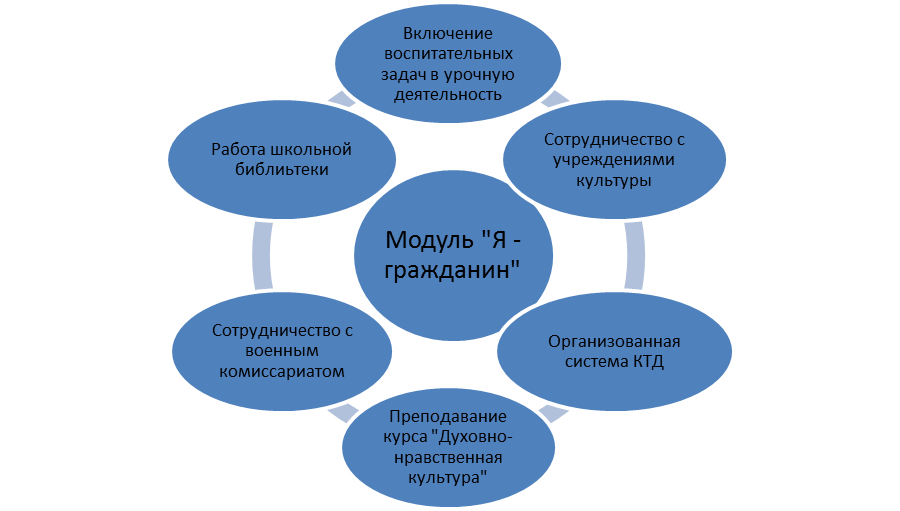 Включение
воспитательных
задач в урочную
деятельность
Сотрудничество с
учреждениями
культуры
Организованная
система КТД
Преподавание
курса "Духовно-
нравственная
культура"
Сотрудничество с
военным
комиссариатом
Работа школьной
библиьтеки
Модуль "Я -
гражданин"